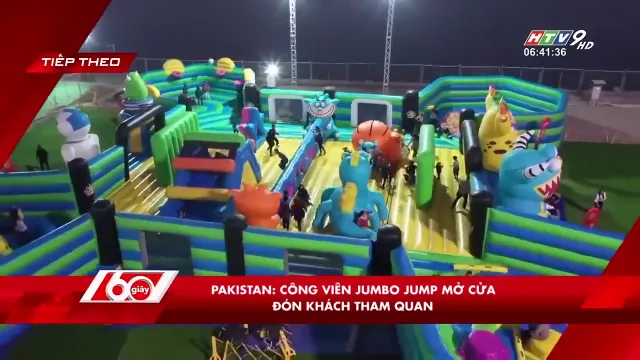 TIẾP THEO
HTV9 HD
06:41:36
60 giây
PAKISTAN: CÔNG VIÊN JUMBO JUMP MỞ CỬA
ĐÓN KHÁCH THAM QUAN